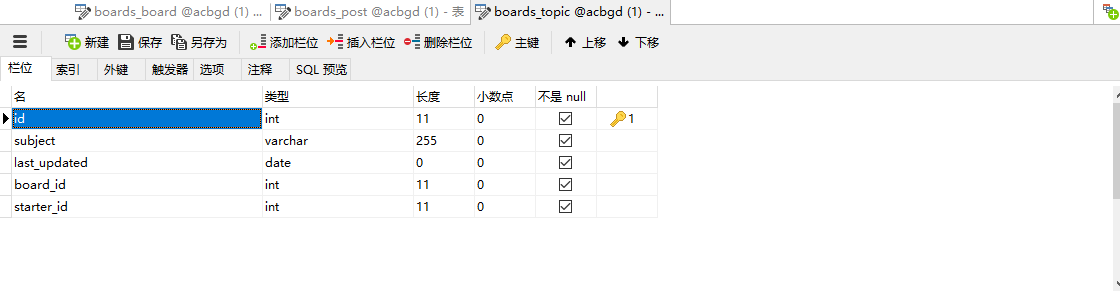 boards_board @acbgd (1) ... boards_post @acbgd (1) - 表 boards_topic @acbgd (1) - ...
新建 保存 另存为 添加栏位 插入栏位 删除栏位 主键 上移 下移
栏位 索引 外键 触发器 选项 注释 SQL 预览
名 类型 长度 小数点 不是 null
id int 11 0 1
subject varchar 255 0
last_updated date 0 0
board_id int 11 0
starter_id int 11 0